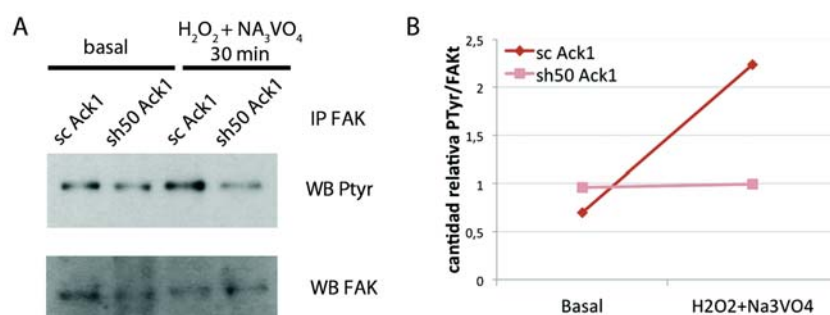 A
basal
H₂O₂ + NA₃VO₄
30 min
sc Ack1
sh50 Ack1
sc Ack1
sh50 Ack1
IP FAK
WB Ptyr
WB FAK
B
cantidad relativa PTyr/FAKt
2,5
2
1,5
1
0,5
0
sc Ack1
sh50 Ack1
Basal
H2O2+Na3VO4